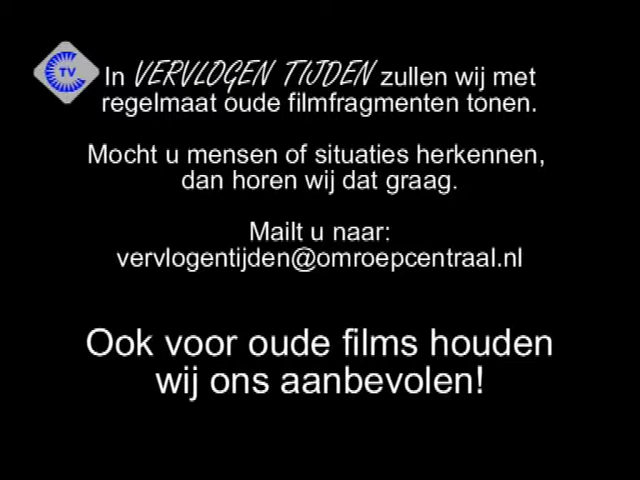 TV
In VERVLOGEN TIJDEN zullen wij met
regelmaat oude filmfragmenten tonen.
Mocht u mensen of situaties herkennen,
dan horen wij dat graag.
Mailt u naar:
vervlogentijden@omroepcentraal.nl
Ook voor oude films houden
wij ons aanbevolen!